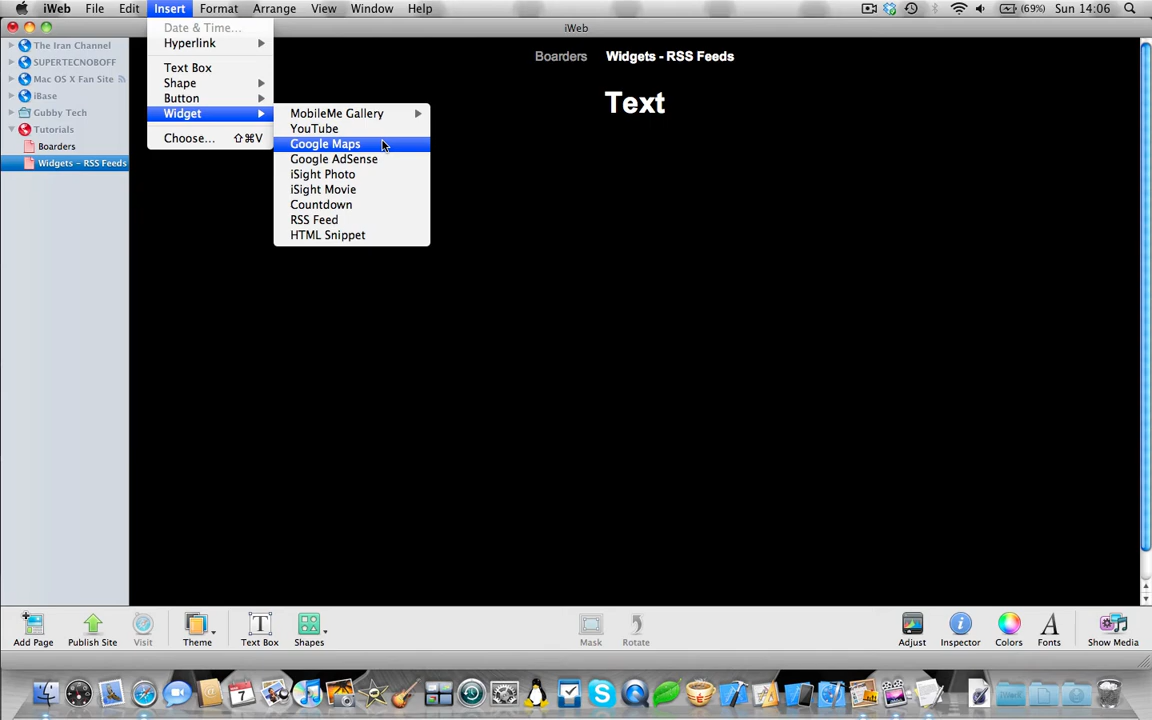 iWeb File Edit Insert Format Arrange View Window Help (69%) Sun 14:06
iWeb
The Iran Channel
SUPERTECNOBOFF
Mac OS X Fan Site
iBase
Gubby Tech
Tutorials
Boarders
Widgets - RSS Feeds
Date & Time...
Hyperlink
Text Box
Shape
Button
Widget
Choose... ⇧⌘V
MobileMe Gallery
YouTube
Google Maps
Google AdSense
iSight Photo
iSight Movie
Countdown
RSS Feed
HTML Snippet
Boarders Widgets - RSS Feeds
Text
Add Page Publish Site Visit Theme Text Box Shapes Mask Rotate Adjust Inspector Colors Fonts Show Media